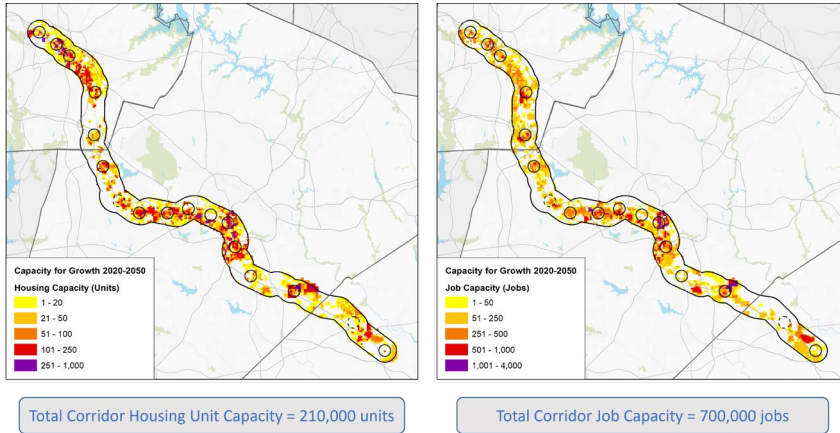 Capacity for Growth 2020-2050
Housing Capacity (Units)
1 - 20
21 - 50
51 - 100
101 - 250
251 - 1,000
Capacity for Growth 2020-2050
Job Capacity (Jobs)
1 - 50
51 - 250
251 - 500
501 - 1,000
1,001 - 4,000
Total Corridor Housing Unit Capacity = 210,000 units
Total Corridor Job Capacity = 700,000 jobs